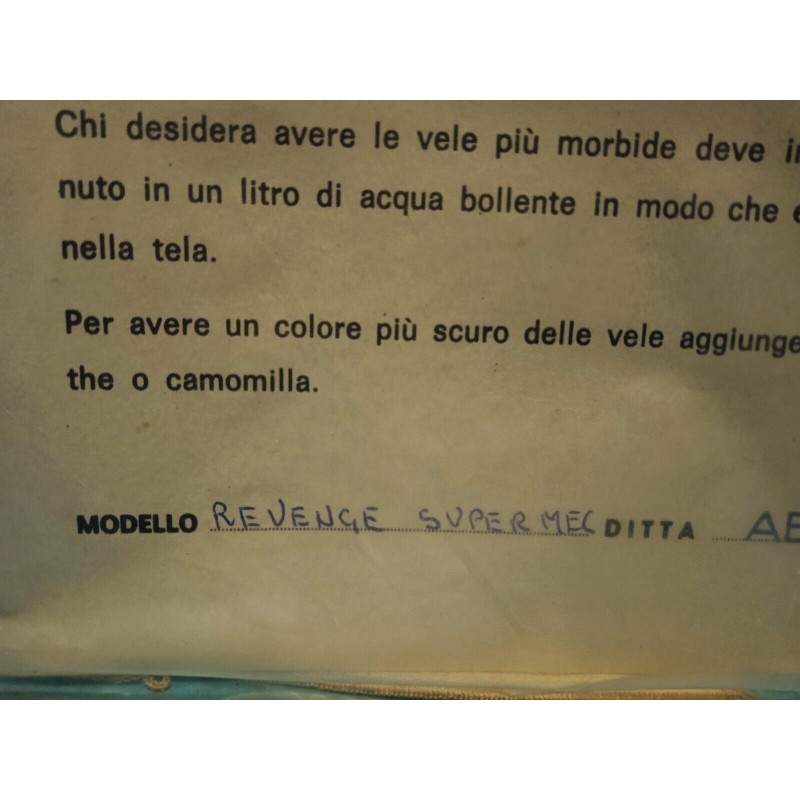 Chi desidera avere le vele più morbide deve
nuto in un litro di acqua bollente in modo che
nella tela.
Per avere un colore più scuro delle vele aggiunge
the o camomilla.
MODELLO REVENGE SUPERMEC DITTA